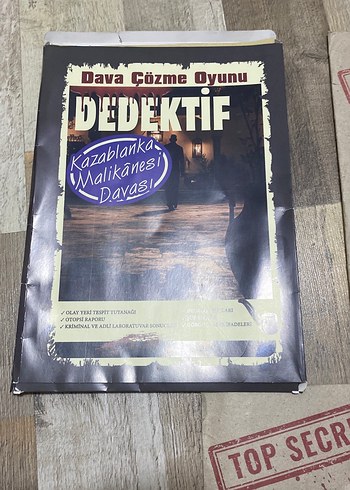 Dava Çözme Oyunu
DEDEKTİF
Kazablanka
Malikânesi
Davası
✓ OLAY YERİ TESPİT TUTANAĞI
✓ OTOPSİ RAPORU
✓ KRİMİNAL VE ADLİ LABORATUVAR
TOP SECR